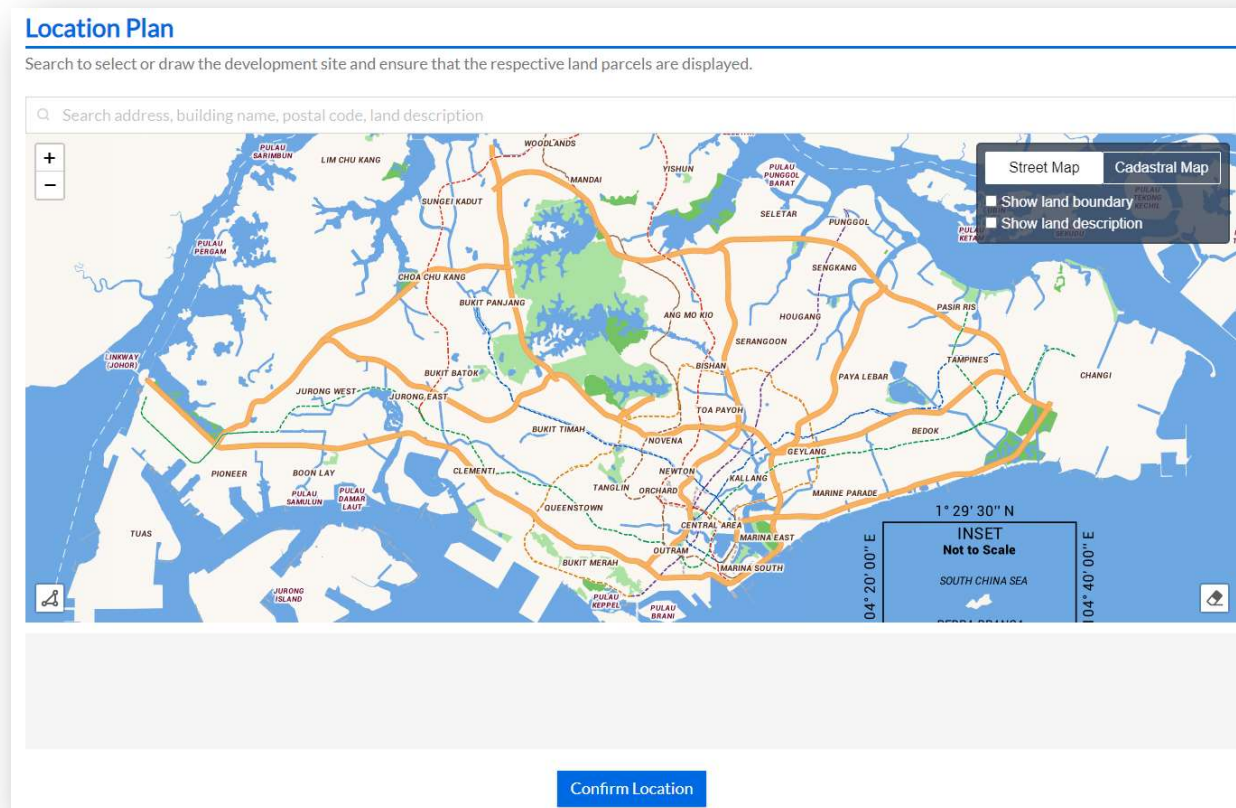 Location Plan
Search to select or draw the development site and ensure that the respective land parcels are displayed.
Search address, building name, postal code, land description
+
−
Street Map
Cadastral Map
Show land boundary
Show land description
PULAU
SARIMBUN
LIM CHU KANG
WOODLANDS
MANDAI
YISHUN
PULAU
PUNGGOL
BARAT
SELETAR
PUNGGOL
PULAU
TEKONG
KECHIL
SUNGEI KADUT
PULAU
PERGAM
CHOA CHU KANG
SENGKANG
BUKIT PANJANG
PASIR RIS
ANG MO KIO
HOUGANG
SERANGOON
LINKWAY
(JOHOR)
BISHAN
TAMPINES
BUKIT BATOK
PAYA LEBAR
CHANGI
JURONG WEST
JURONG EAST
TOA PAYOH
BUKIT TIMAH
NOVENA
BEDOK
GEYLANG
PIONEER
BOON LAY
CLEMENTI
NEWTON
KALLANG
TANGLIN
ORCHARD
MARINE PARADE
PULAU
SAMULUN
PULAU
DAMAR
LAUT
QUEENSTOWN
TUAS
CENTRAL AREA
MARINA EAST
OUTRAM
BUKIT MERAH
MARINA SOUTH
JURONG
ISLAND
PULAU
KEPPEL
PULAU
BRANI
1° 29' 30" N
INSET
Not to Scale
SOUTH CHINA SEA
04° 20' 00" E
104° 40' 00" E
Confirm Location